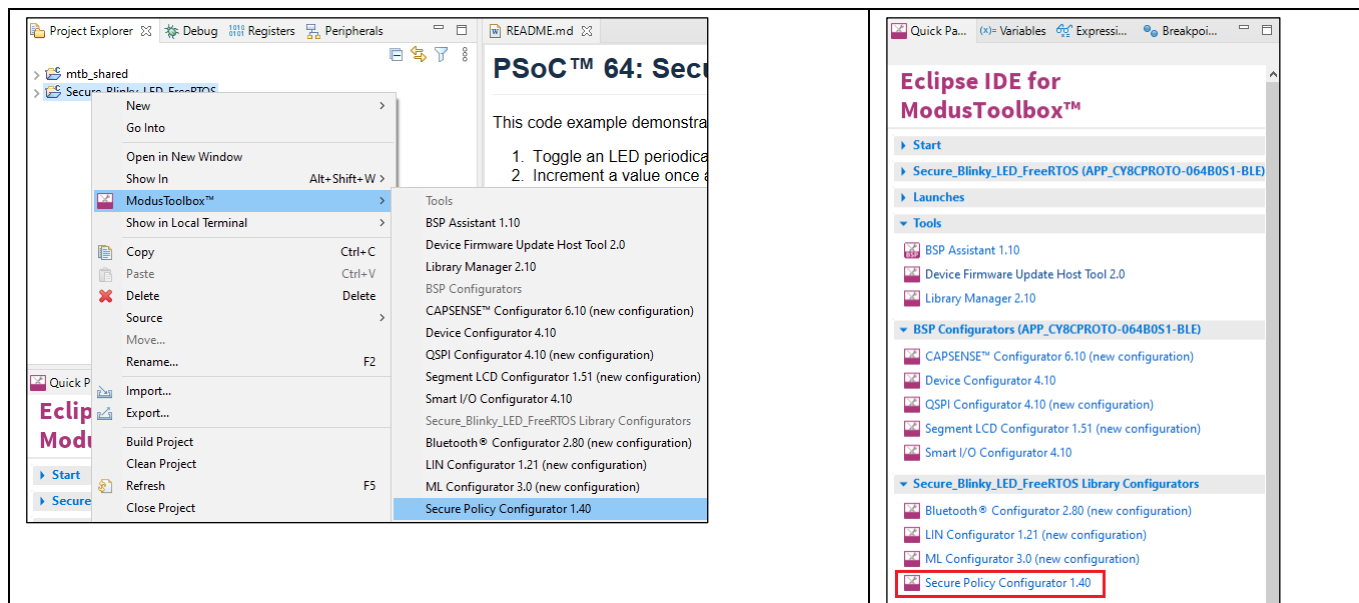 Project Explorer Debug Registers Peripherals
mtb_shared
Secure_Blinky_LED_FreeRTOS
New
Go Into
Open in New Window
Show In Alt+Shift+W
ModusToolbox™
Show in Local Terminal
Copy Ctrl+C
Paste Ctrl+V
Delete Delete
Source
Move...
Rename... F2
Import...
Export...
Build Project
Clean Project
Refresh F5
Close Project
Quick P
Eclip
Modu
Start
Secure
README.md
PSoC™ 64: Secu
This code example demonstra
1. Toggle an LED periodica
2. Increment a value once a
Tools
BSP Assistant 1.10
Device Firmware Update Host Tool 2.0
Library Manager 2.10
BSP Configurators
CAPSENSE™ Configurator 6.10 (new configuration)
Device Configurator 4.10
QSPI Configurator 4.10 (new configuration)
Segment LCD Configurator 1.51 (new configuration)
Smart I/O Configurator 4.10
Secure_Blinky_LED_FreeRTOS Library Configurators
Bluetooth® Configurator 2.80 (new configuration)
LIN Configurator 1.21 (new configuration)
ML Configurator 3.0 (new configuration)
Secure Policy Configurator 1.40
Quick Pa... (x)= Variables Expressi... Breakpoi...
Eclipse IDE for
ModusToolbox™
Start
Secure_Blinky_LED_FreeRTOS (APP_CY8CPROTO-064B0S1-BLE)
Launches
Tools
BSP Assistant 1.10
Device Firmware Update Host Tool 2.0
Library Manager 2.10
BSP Configurators (APP_CY8CPROTO-064B0S1-BLE)
CAPSENSE™ Configurator 6.10 (new configuration)
Device Configurator 4.10
QSPI Configurator 4.10 (new configuration)
Segment LCD Configurator 1.51 (new configuration)
Smart I/O Configurator 4.10
Secure_Blinky_LED_FreeRTOS Library Configurators
Bluetooth® Configurator 2.80 (new configuration)
LIN Configurator 1.21 (new configuration)
ML Configurator 3.0 (new configuration)
Secure Policy Configurator 1.40